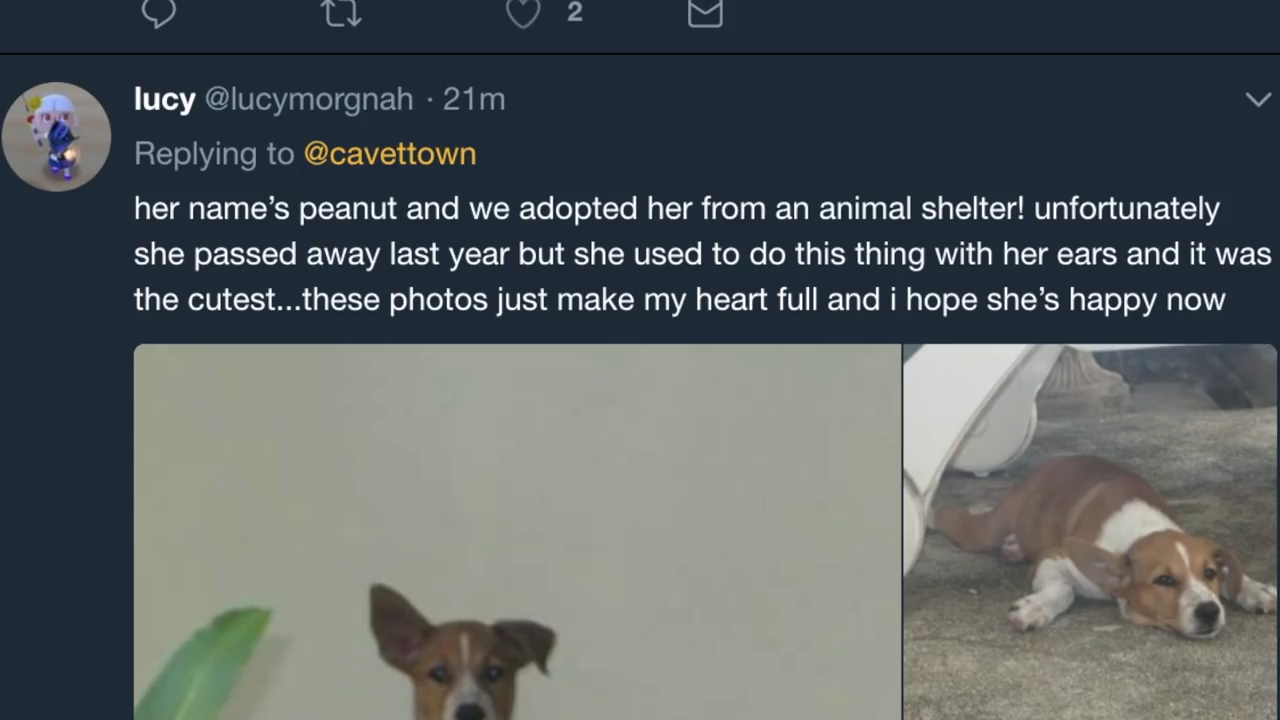 2
lucy @lucymorgnah · 21m
Replying to @cavettown
her name’s peanut and we adopted her from an animal shelter! unfortunately
she passed away last year but she used to do this thing with her ears and it was
the cutest...these photos just make my heart full and i hope she’s happy now